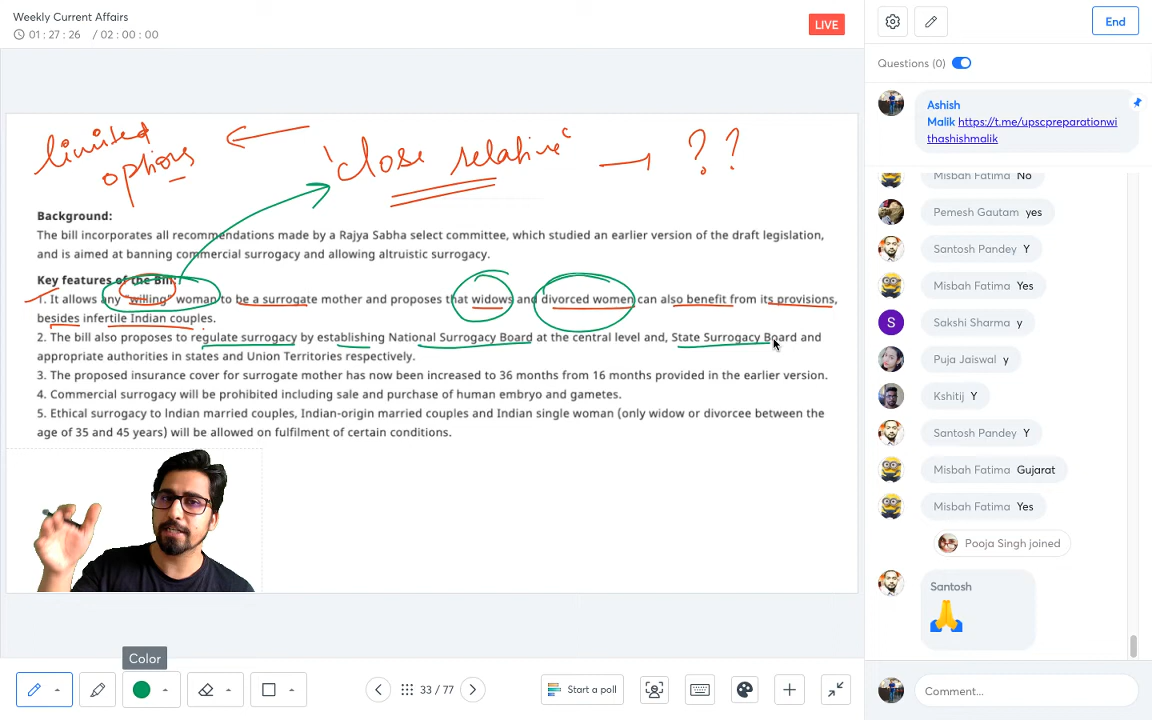 Weekly Current Affairs
01 : 27 : 26 / 02 : 00 : 00
LIVE
End
limited options
'close relative'
??
Background:
The bill incorporates all recommendations made by a Rajya Sabha select committee, which studied an earlier version of the draft legislation,
and is aimed at banning commercial surrogacy and allowing altruistic surrogacy.
Key features of the Bill:
1. It allows any "willing" woman to be a surrogate mother and proposes that widows and divorced women can also benefit from its provisions,
besides infertile Indian couples.
2. The bill also proposes to regulate surrogacy by establishing National Surrogacy Board at the central level and, State Surrogacy Board and
appropriate authorities in states and Union Territories respectively.
3. The proposed insurance cover for surrogate mother has now been increased to 36 months from 16 months provided in the earlier version.
4. Commercial surrogacy will be prohibited including sale and purchase of human embryo and gametes.
5. Ethical surrogacy to Indian married couples, Indian-origin married couples and Indian single woman (only widow or divorcee between the
age of 35 and 45 years) will be allowed on fulfilment of certain conditions.
Color
33 / 77
Start a poll
Questions (0)
Ashish
Malik https://t.me/upscpreparationwi
thashishmalik
Misbah Fatima No
Pemesh Gautam yes
Santosh Pandey Y
Misbah Fatima Yes
S
Sakshi Sharma y
Puja Jaiswal y
Kshitij Y
Santosh Pandey Y
Misbah Fatima Gujarat
Misbah Fatima Yes
Pooja Singh joined
Santosh
Comment...